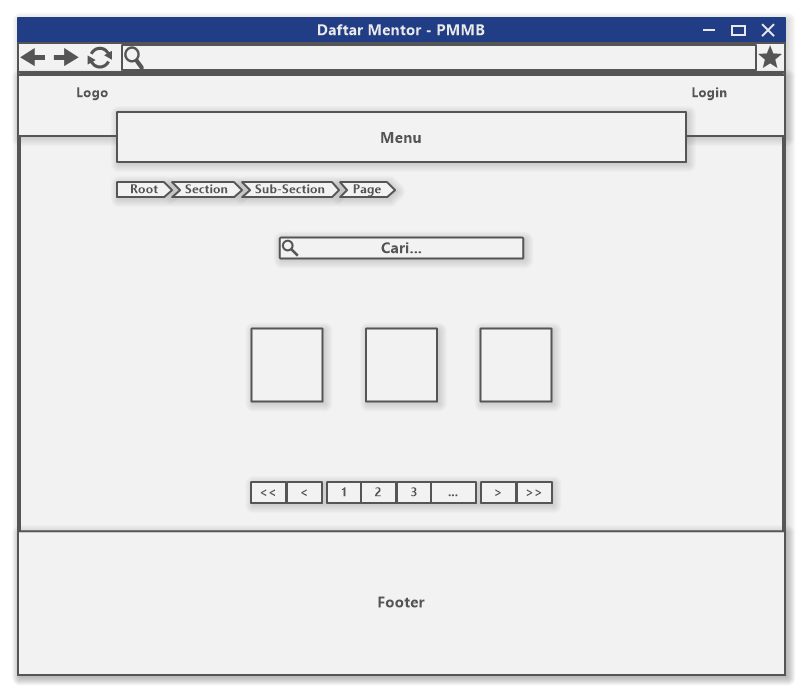 Daftar Mentor - PMMB
Logo
Login
Menu
Root Section Sub-Section Page
Cari...
<< < 1 2 3 ... > >>
Footer